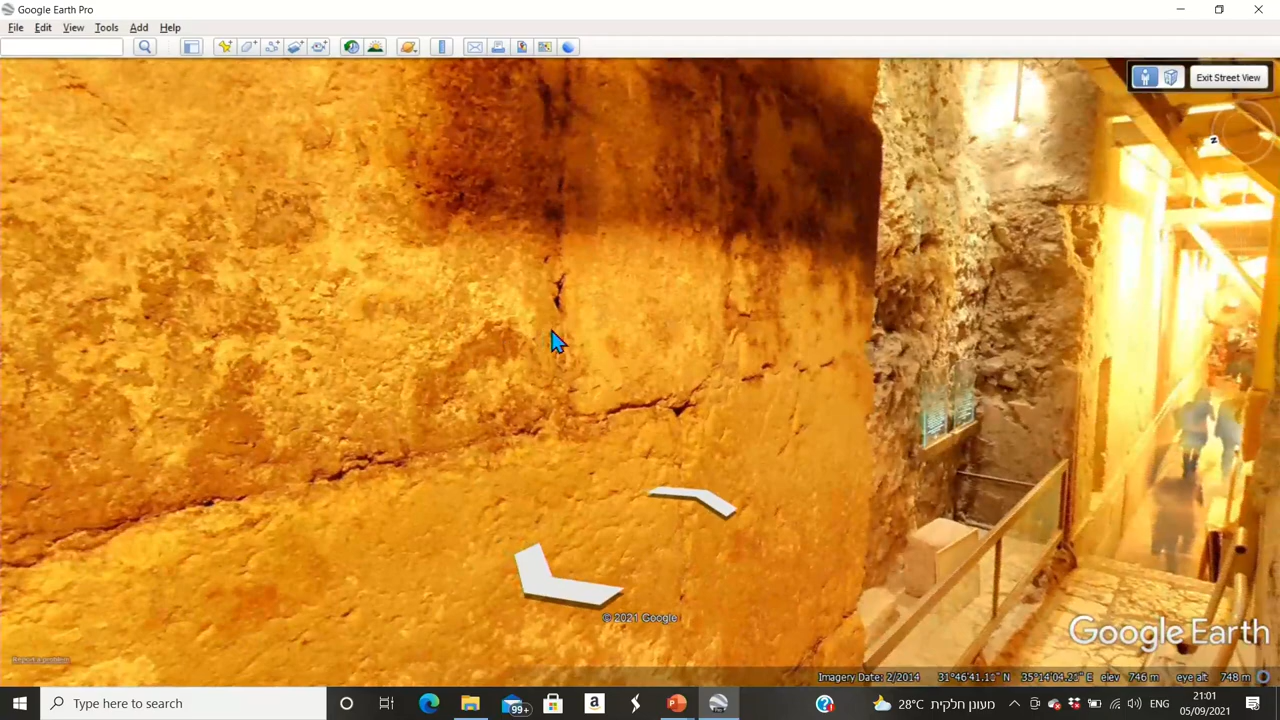 Google Earth Pro
File Edit View Tools Add Help
Exit Street View
© 2021 Google
Google Earth
Imagery Date: 2/2014 31°46'41.10" N 35°14'04.23" E elev 746 m eye alt 748 m
Type here to search
99+
28°C מעונן חלקית
ENG
21:01
05/09/2021